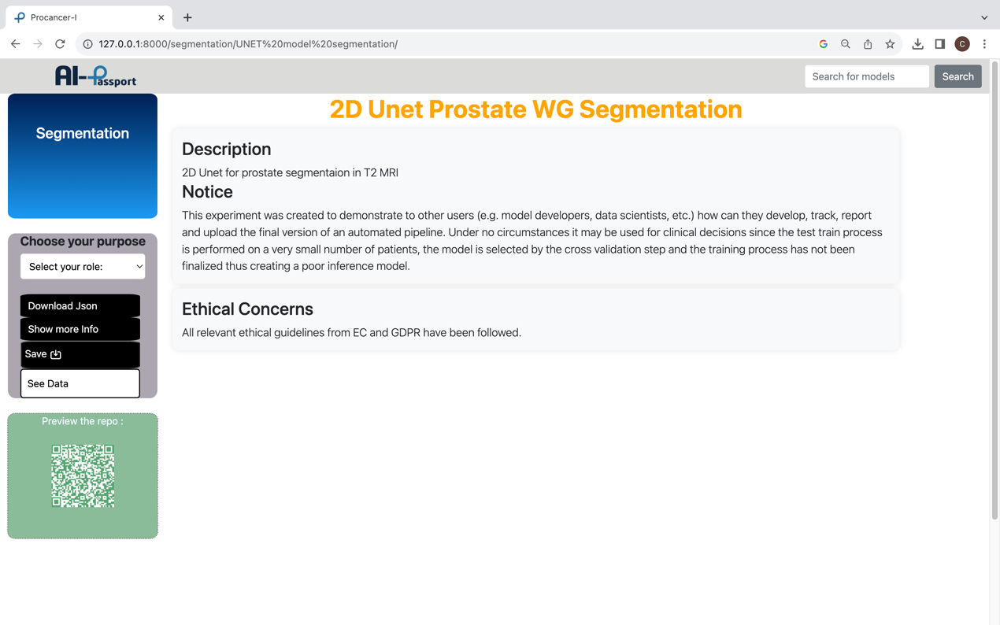 Procancer-I
127.0.0.1:8000/segmentation/UNET%20model%20segmentation/
C
AI-Passport
Search for models
Search
Segmentation
2D Unet Prostate WG Segmentation
Description
2D Unet for prostate segmentaion in T2 MRI
Notice
This experiment was created to demonstrate to other users (e.g. model developers, data scientists, etc.) how can they develop, track, report
and upload the final version of an automated pipeline. Under no circumstances it may be used for clinical decisions since the test train process
is performed on a very small number of patients, the model is selected by the cross validation step and the training process has not been
finalized thus creating a poor inference model.
Ethical Concerns
All relevant ethical guidelines from EC and GDPR have been followed.
Choose your purpose
Select your role:
Download Json
Show more Info
Save
See Data
Preview the repo :